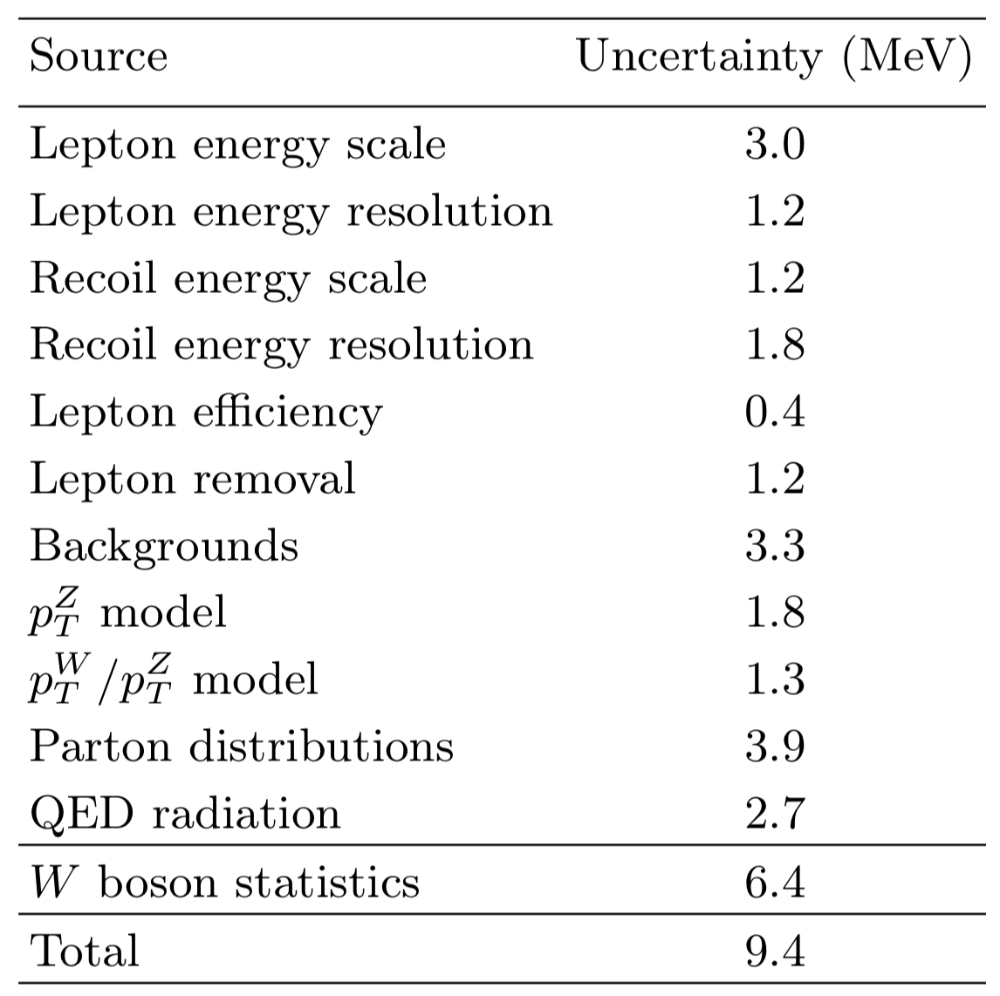 Source Uncertainty (MeV)
Lepton energy scale 3.0
Lepton energy resolution 1.2
Recoil energy scale 1.2
Recoil energy resolution 1.8
Lepton efficiency 0.4
Lepton removal 1.2
Backgrounds 3.3
$p_T^Z$ model 1.8
$p_T^W/p_T^Z$ model 1.3
Parton distributions 3.9
QED radiation 2.7
$W$ boson statistics 6.4
Total 9.4